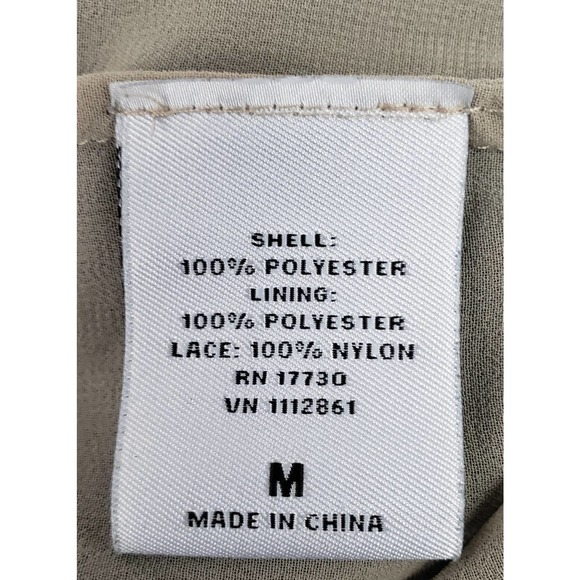 SHELL:
100% POLYESTER
LINING:
100% POLYESTER
LACE: 100% NYLON
RN 17730
VN 1112861
M
MADE IN CHINA